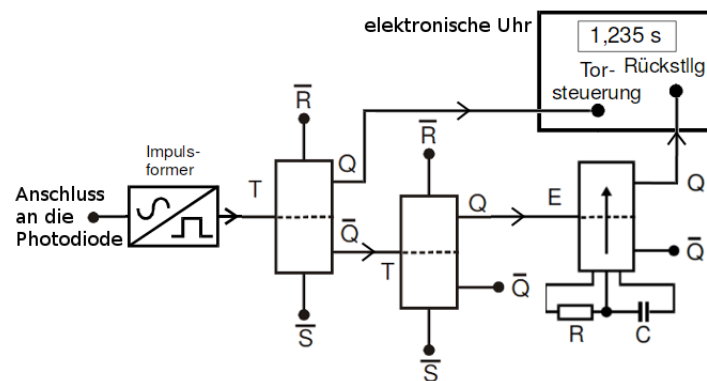 elektronische Uhr
1,235 s
Tor-
steuerung
Rückstllg
R̅
Impuls-
former
T
Q
R̅
Anschluss
an die
Photodiode
Q̅
T
Q
E
Q
Q̅
Q̅
S̅
S̅
R
C